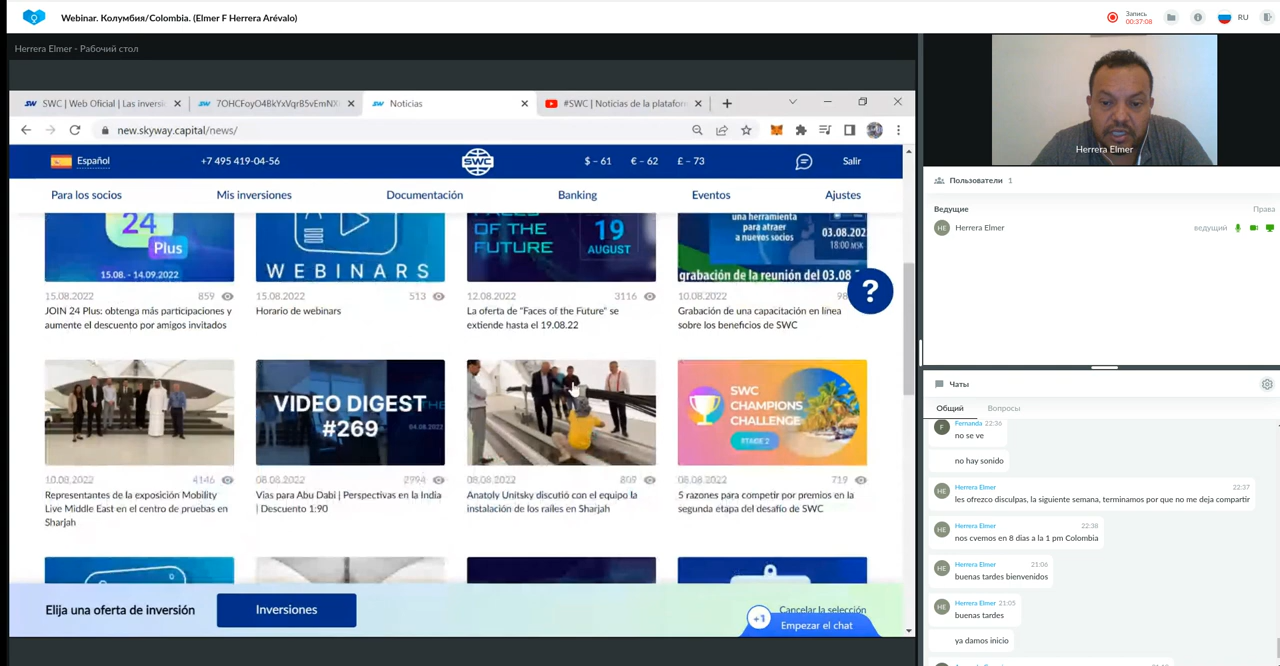 Webinar. Колумбия/Colombia. (Elmer F Herrera Arévalo)
Запись
00:37:08
RU
Herrera Elmer - Рабочий стол
SWC | Web Oficial | Las inversi
7OHCFoyO4BkYxVqrB5vEmNX
Noticias
#SWC | Noticias de la platafor
new.skyway.capital/news/
Español
+7 495 419-04-56
SWC
$ – 61
€ – 62
£ – 73
Salir
Para los socios
Mis inversiones
Documentación
Banking
Eventos
Ajustes
24
Plus
15.08. - 14.09.2022
WEBINARS
FACES
OF THE
FUTURE
19
AUGUST
una herramienta
para atraer
a nuevos socios
03.08.202
18:00 MSK
grabación de la reunión del 03.08
15.08.2022
859
JOIN 24 Plus: obtenga más participaciones y
aumente el descuento por amigos invitados
15.08.2022
513
Horario de webinars
12.08.2022
3116
La oferta de "Faces of the Future" se
extiende hasta el 19.08.22
10.08.2022
98
Grabación de una capacitación en línea
sobre los beneficios de SWC
?
VIDEO DIGEST
#269
04.08.2022
SWC
CHAMPIONS
CHALLENGE
STAGE 2
10.08.2022
4146
Representantes de la exposición Mobility
Live Middle East en el centro de pruebas en
Sharjah
08.08.2022
2994
Vías para Abu Dabi | Perspectivas en la India
| Descuento 1:90
08.08.2022
809
Anatoly Unitsky discutió con el equipo la
instalación de los raíles en Sharjah
08.08.2022
719
5 razones para competir por premios en la
segunda etapa del desafío de SWC
Elija una oferta de inversión
Inversiones
Cancelar la selección
+1
Empezar el chat
Herrera Elmer
Пользователи 1
Ведущие
Права
HE
Herrera Elmer
ведущий
Чаты
Общий
Вопросы
F
Fernanda 22:36
no se ve
no hay sonido
HE
Herrera Elmer
22:37
les ofrezco disculpas, la siguiente semana, terminamos por que no me deja compartir
HE
Herrera Elmer
22:38
nos cvemos en 8 dias a la 1 pm Colombia
HE
Herrera Elmer
21:06
buenas tardes bienvenidos
HE
Herrera Elmer 21:05
buenas tardes
ya damos inicio